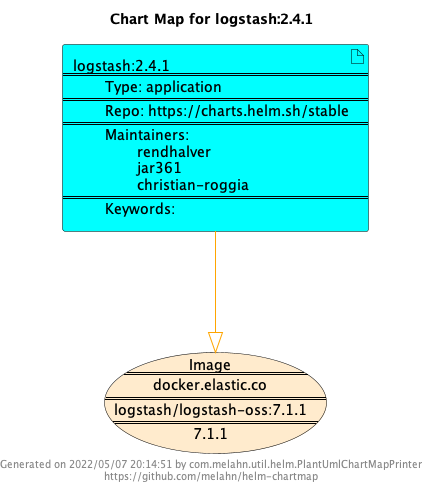 Chart Map for logstash:2.4.1
logstash:2.4.1
Type: application
Repo: https://charts.helm.sh/stable
Maintainers:
rendhalver
jar361
christian-roggia
Keywords:
Image
docker.elastic.co
logstash/logstash-oss:7.1.1
7.1.1
Generated on 2022/05/07 20:14:51 by com.melahn.util.helm.PlantUmlChartMapPrinter
https://github.com/melahn/helm-chartmap